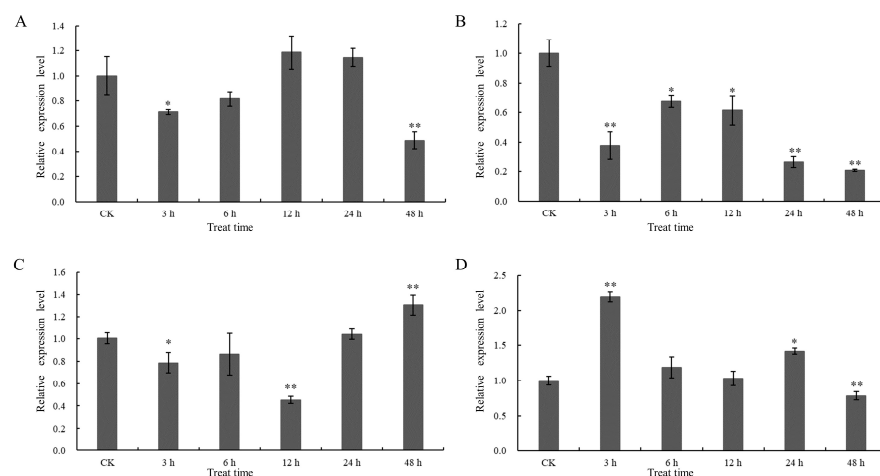 A
Relative expression level
1.4
1.2
1.0
0.8
0.6
0.4
0.2
0.0
*
**
CK 3 h 6 h 12 h 24 h 48 h
Treat time
B
Relative expression level
1.2
1.0
0.8
0.6
0.4
0.2
0.0
** * * ** **
CK 3 h 6 h 12 h 24 h 48 h
Treat time
C
Relative expression level
1.6
1.4
1.2
1.0
0.8
0.6
0.4
0.2
0.0
* ** **
CK 3 h 6 h 12 h 24 h 48 h
Treat time
D
Relative expression level
2.5
2.0
1.5
1.0
0.5
0.0
** * **
CK 3 h 6 h 12 h 24 h 48 h
Treat time